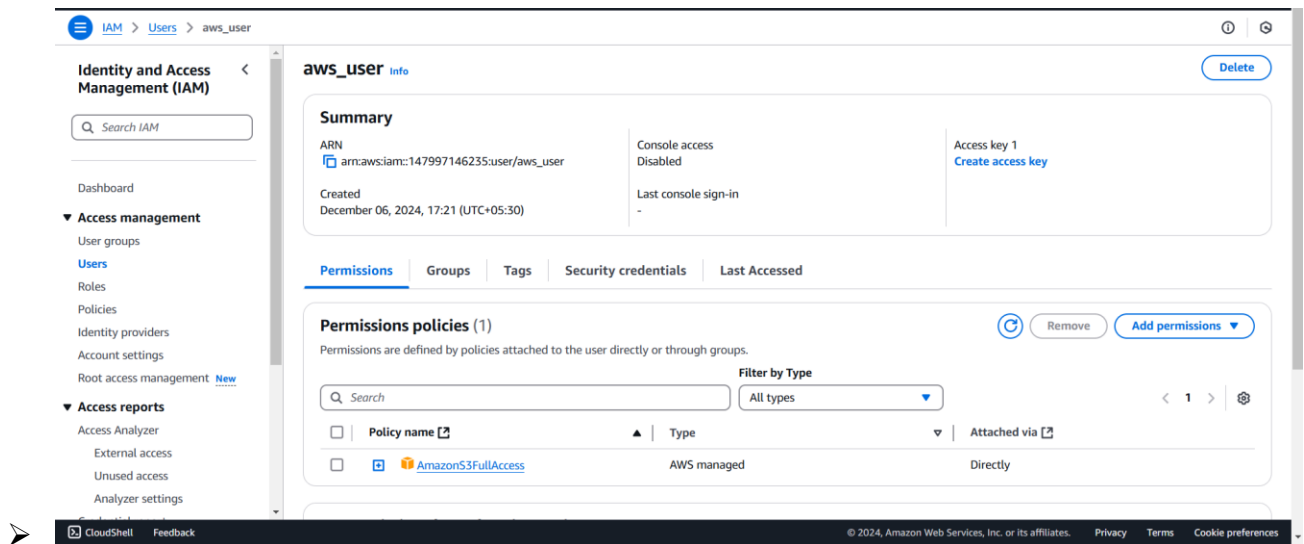 IAM > Users > aws_user
Identity and Access Management (IAM)
Search IAM
Dashboard
Access management
User groups
Users
Roles
Policies
Identity providers
Account settings
Root access management New
Access reports
Access Analyzer
External access
Unused access
Analyzer settings
aws_user Info
Delete
Summary
ARN
arn:aws:iam::147997146235:user/aws_user
Console access
Disabled
Access key 1
Create access key
Created
December 06, 2024, 17:21 (UTC+05:30)
Last console sign-in
-
Permissions Groups Tags Security credentials Last Accessed
Permissions policies (1)
Remove
Add permissions
Permissions are defined by policies attached to the user directly or through groups.
Filter by Type
Search
All types
< 1 >
Policy name Type Attached via
AmazonS3FullAccess AWS managed Directly
CloudShell Feedback © 2024, Amazon Web Services, Inc. or its affiliates. Privacy Terms Cookie preferences